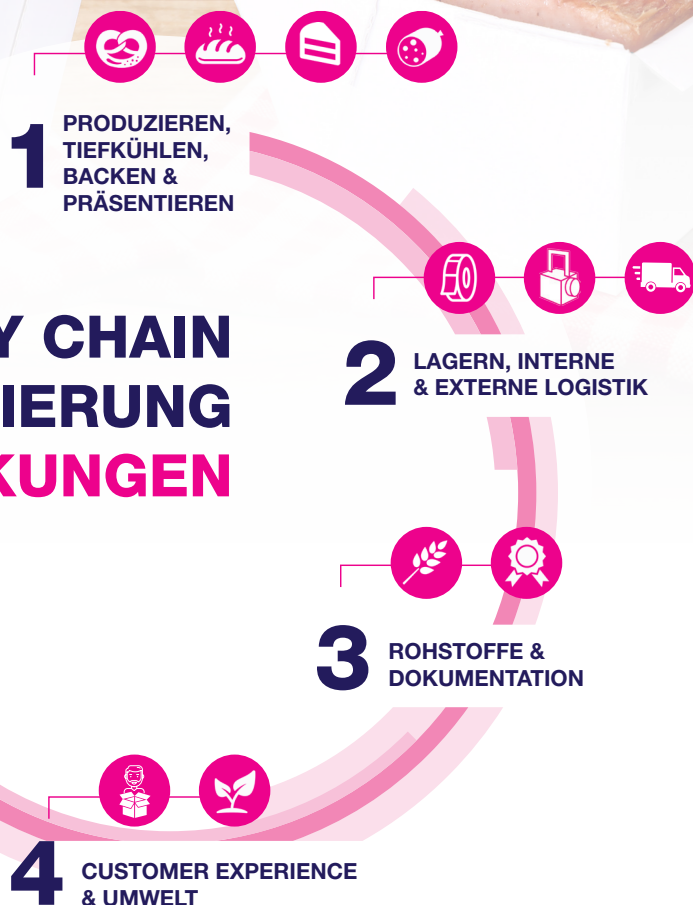 1
PRODUZIEREN,
TIEFKÜHLEN,
BACKEN &
PRÄSENTIEREN
Y CHAIN
IERUNG
KUNGEN
2
LAGERN, INTERNE
& EXTERNE LOGISTIK
3
ROHSTOFFE &
DOKUMENTATION
4
CUSTOMER EXPERIENCE
& UMWELT